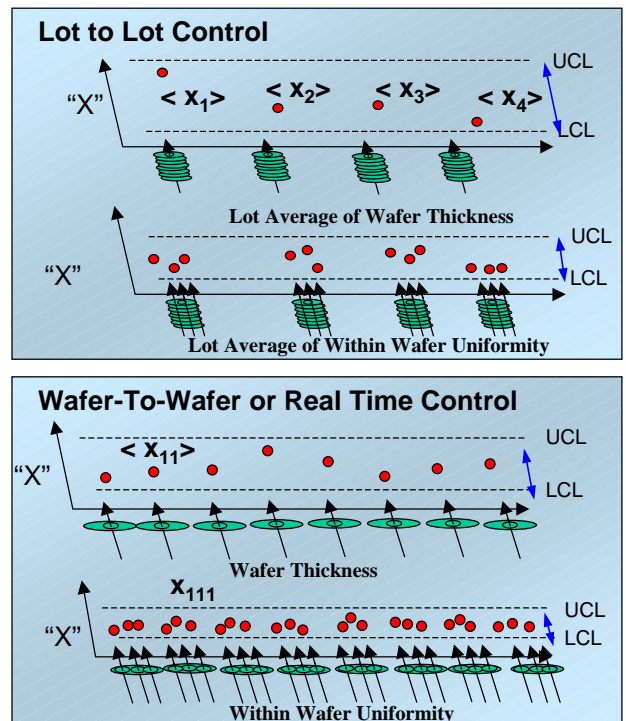 Lot to Lot Control
UCL
“X”
< x₁> < x₂> < x₃> < x₄>
LCL
Lot Average of Wafer Thickness
UCL
“X”
LCL
Lot Average of Within Wafer Uniformity
Wafer-To-Wafer or Real Time Control
< x₁₁> UCL
“X”
LCL
Wafer Thickness
x₁₁₁
UCL
“X” LCL
Within Wafer Uniformity